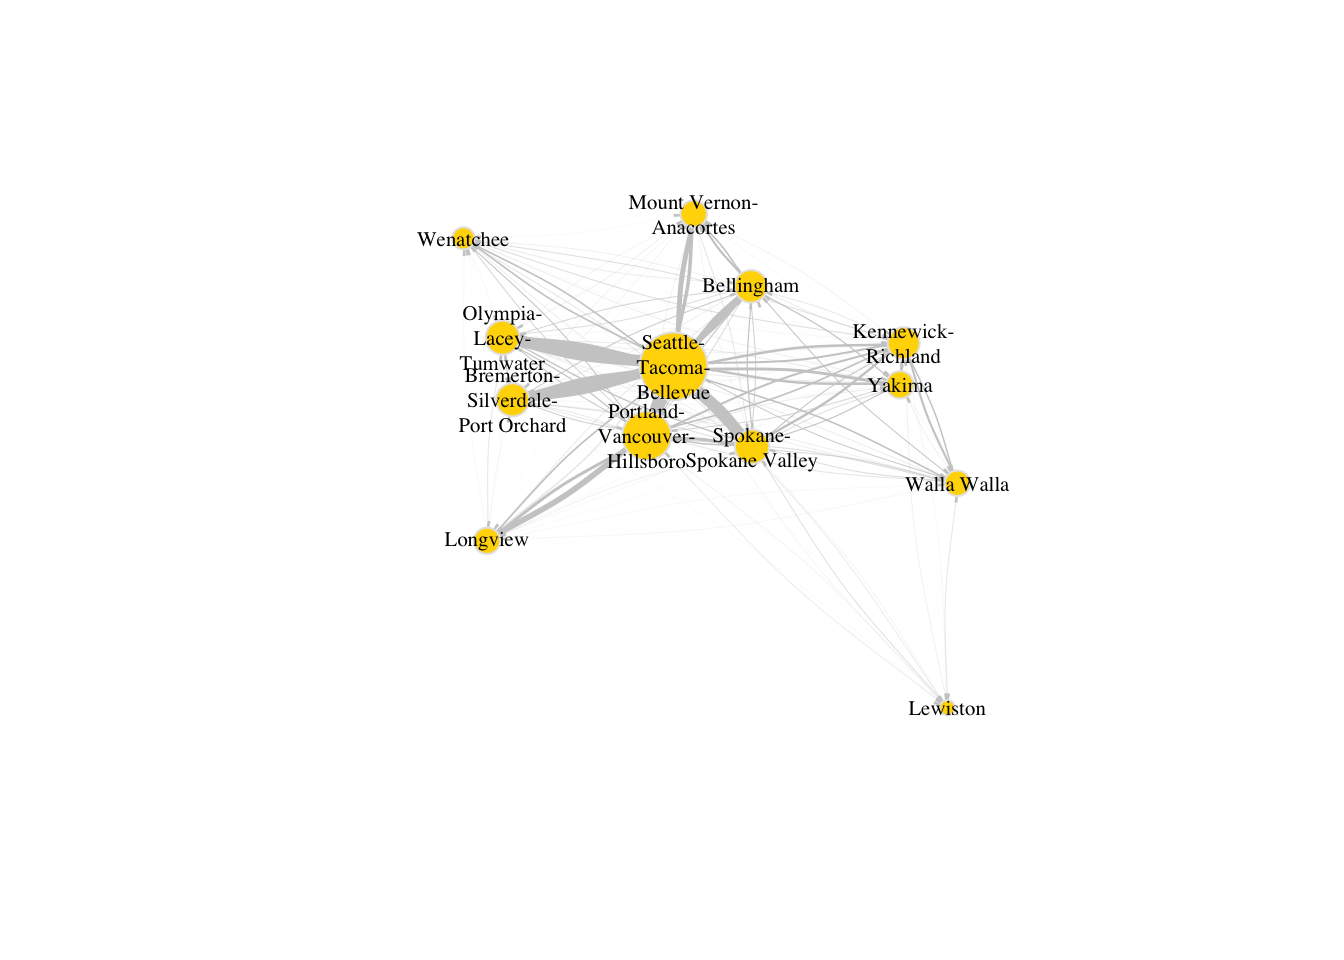 Mount Vernon-
Anacortes
Wenatchee
Bellingham
Olympia-
Lacey-
Tumwater
Seattle-
Tacoma-
Bellevue
Kennewick-
Richland
Yakima
Bremerton-
Silverdale-
Port Orchard
Portland-
Vancouver-
Hillsboro
Spokane-
Spokane Valley
Walla Walla
Longview
Lewiston